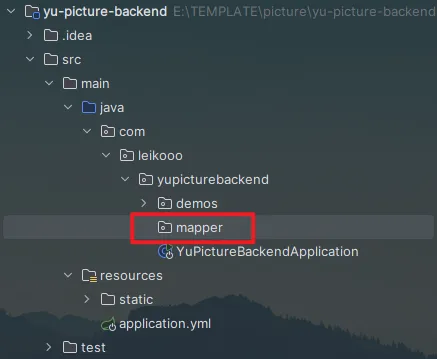 yu-picture-backend E:\TEMPLATE\picture\yu-picture-backend
.idea
src
main
java
com
leikooo
yupicturebackend
demos
mapper
YuPictureBackendApplication
resources
static
application.yml
test